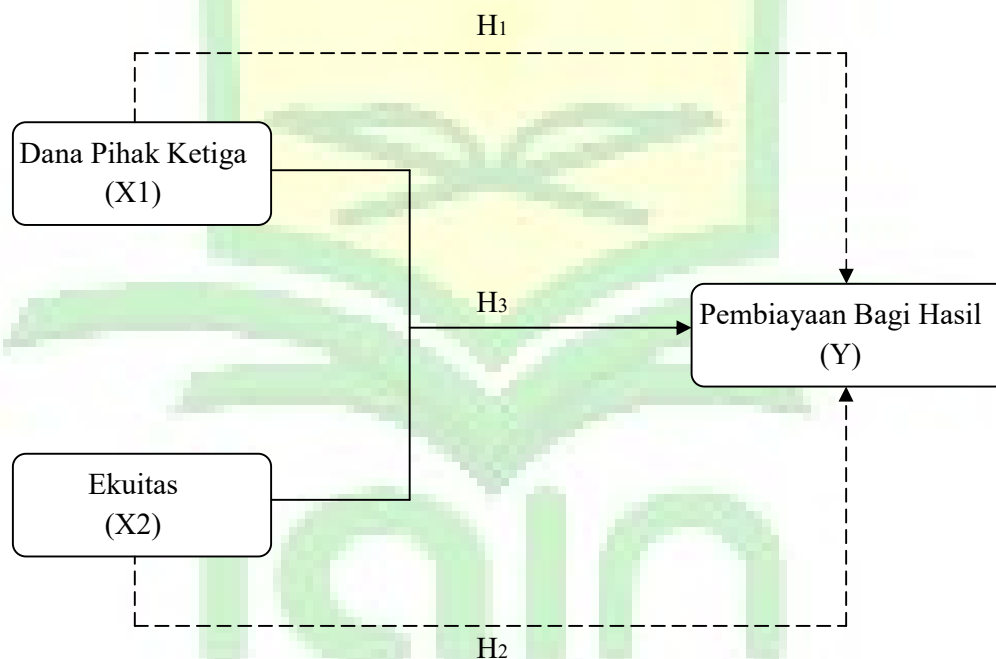 H1
Dana Pihak Ketiga
(X1)
H3
Pembiayaan Bagi Hasil
(Y)
Ekuitas
(X2)
H2